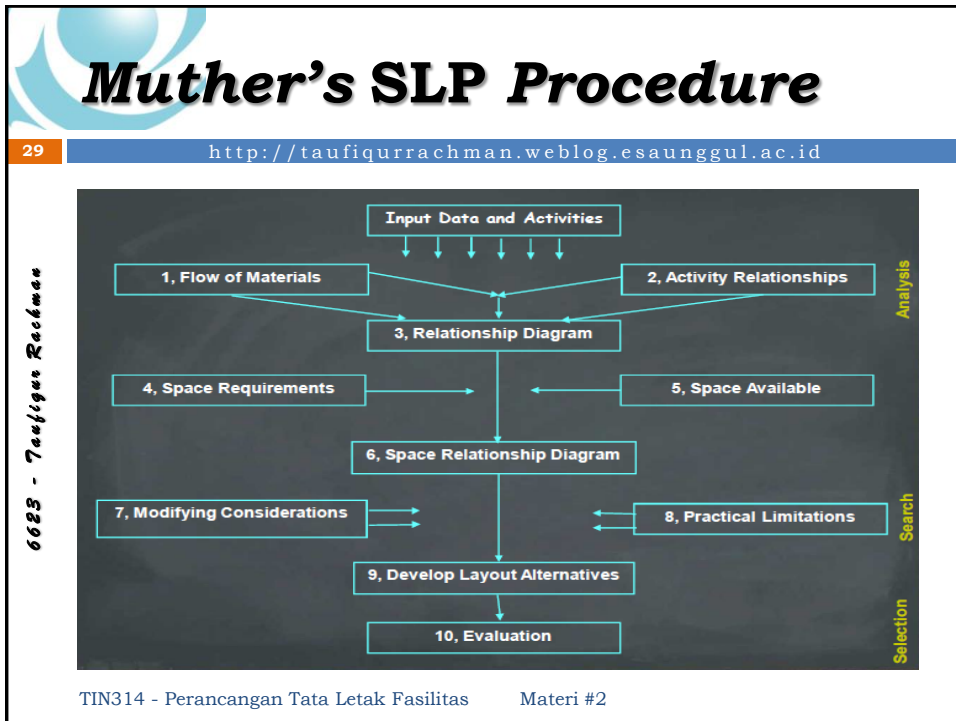 Muther's SLP Procedure
29
http://taufiqurrachman.weblog.esaunggul.ac.id
6623 - Taufiqur Rachman
Input Data and Activities
1, Flow of Materials
2, Activity Relationships
Analysis
3, Relationship Diagram
4, Space Requirements
5, Space Available
6, Space Relationship Diagram
7, Modifying Considerations
8, Practical Limitations
Search
9, Develop Layout Alternatives
10, Evaluation
Selection
TIN314 - Perancangan Tata Letak Fasilitas Materi #2